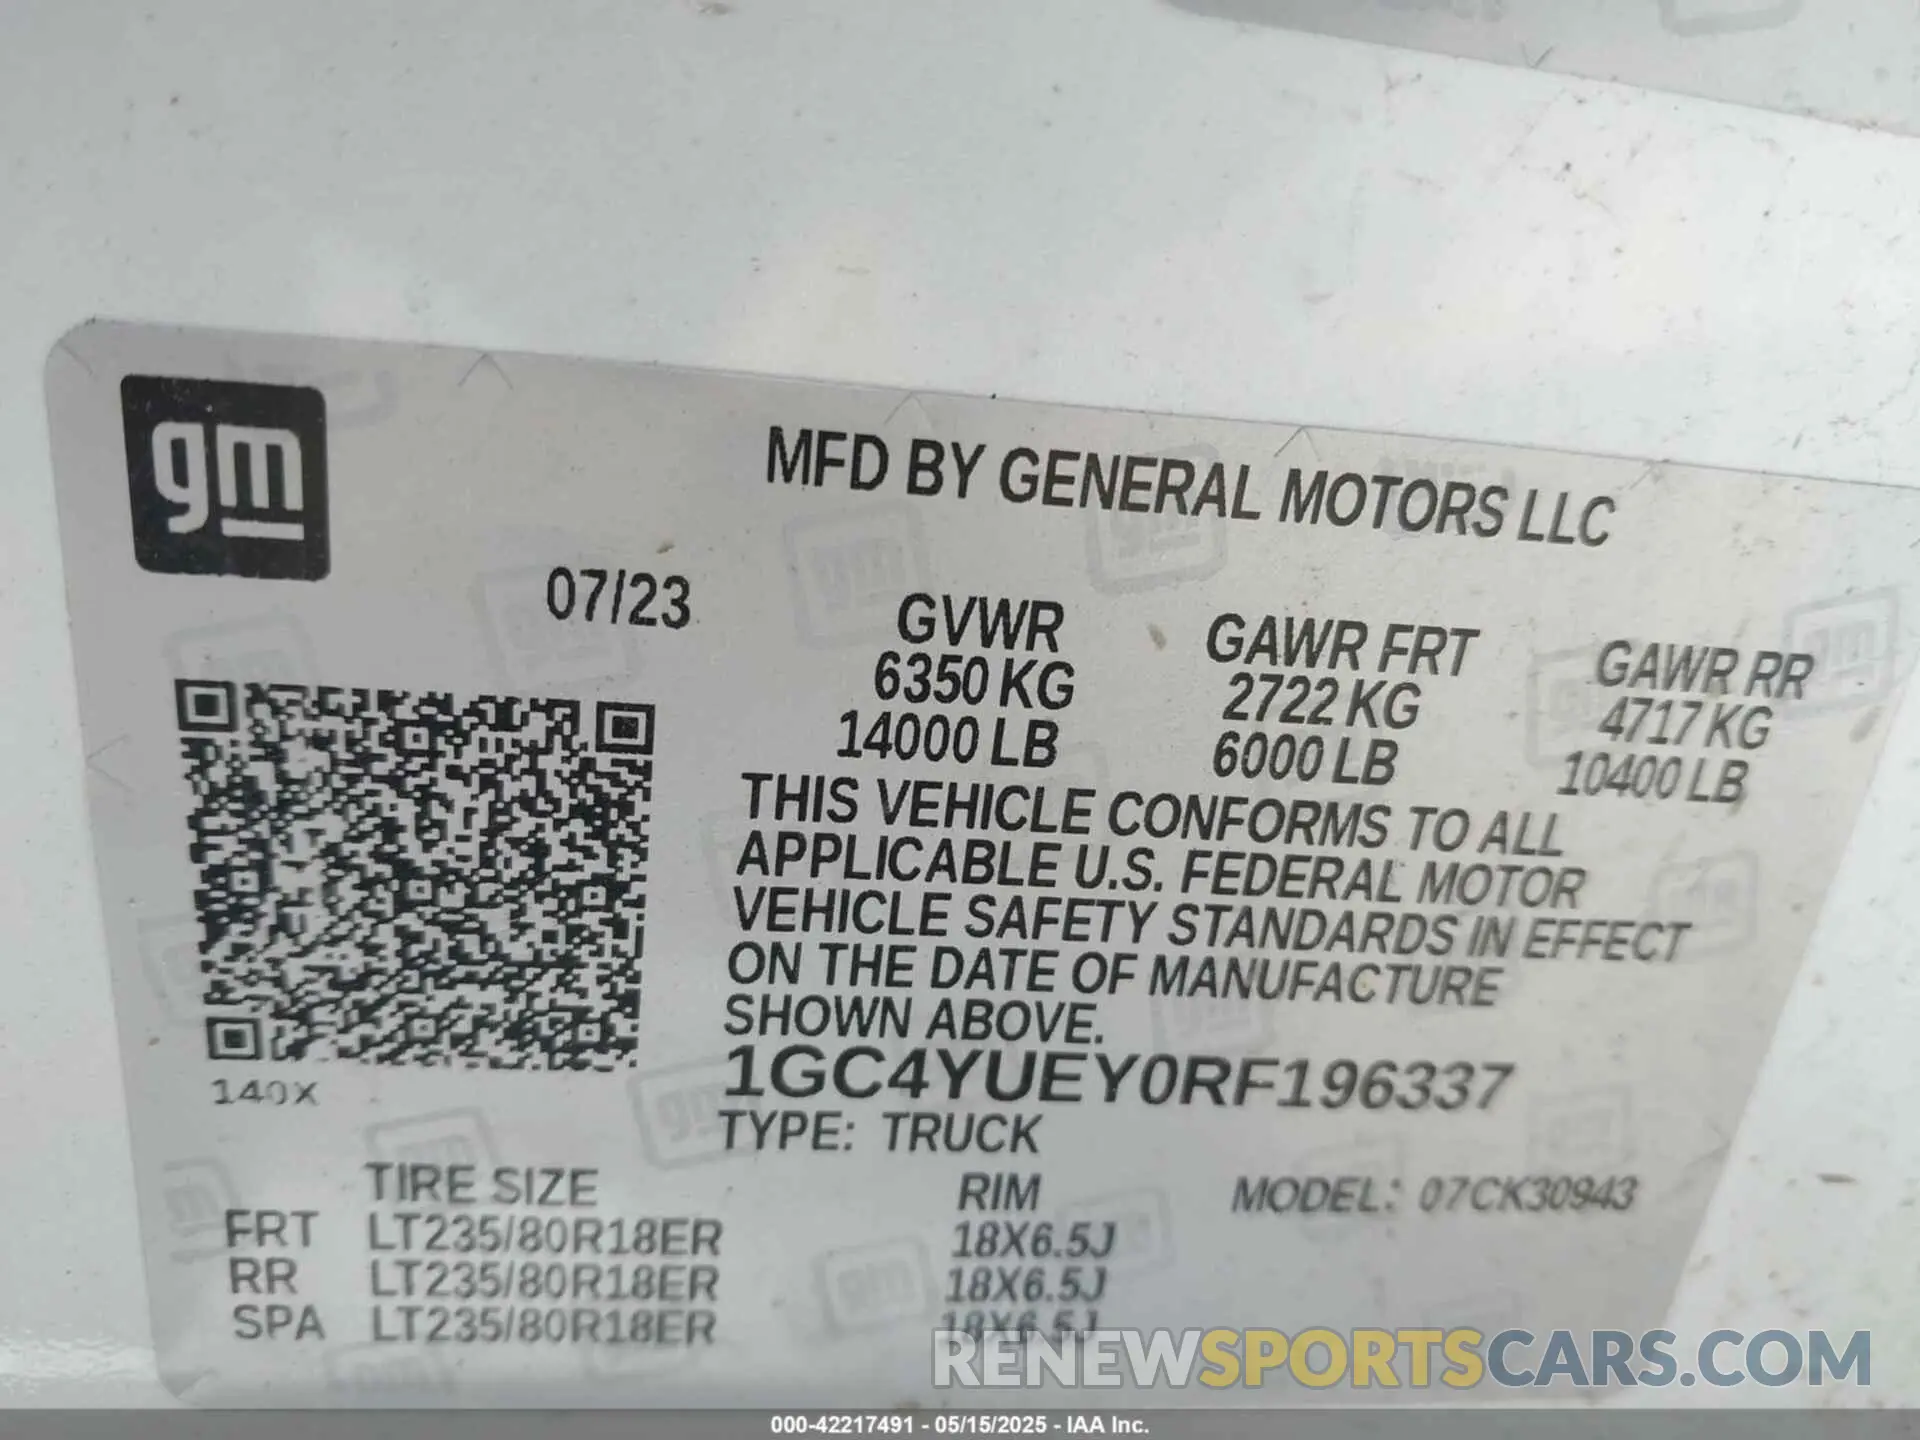 gm
MFD BY GENERAL MOTORS LLC
07/23
GVWR GAWR FRT GAWR RR
6350 KG 2722 KG 4717 KG
14000 LB 6000 LB 10400 LB
THIS VEHICLE CONFORMS TO ALL
APPLICABLE U.S. FEDERAL MOTOR
VEHICLE SAFETY STANDARDS IN EFFECT
ON THE DATE OF MANUFACTURE
SHOWN ABOVE.
1GC4YUEY0RF196337
140X
TYPE: TRUCK
TIRE SIZE RIM MODEL: 07CK30943
FRT LT235/80R18ER 18X6.5J
RR LT235/80R18ER 18X6.5J
SPA LT235/80R18ER 18X6.5J
RENEWSPORTSCARS.COM
000-42217491 - 05/15/2025 - IAA Inc.